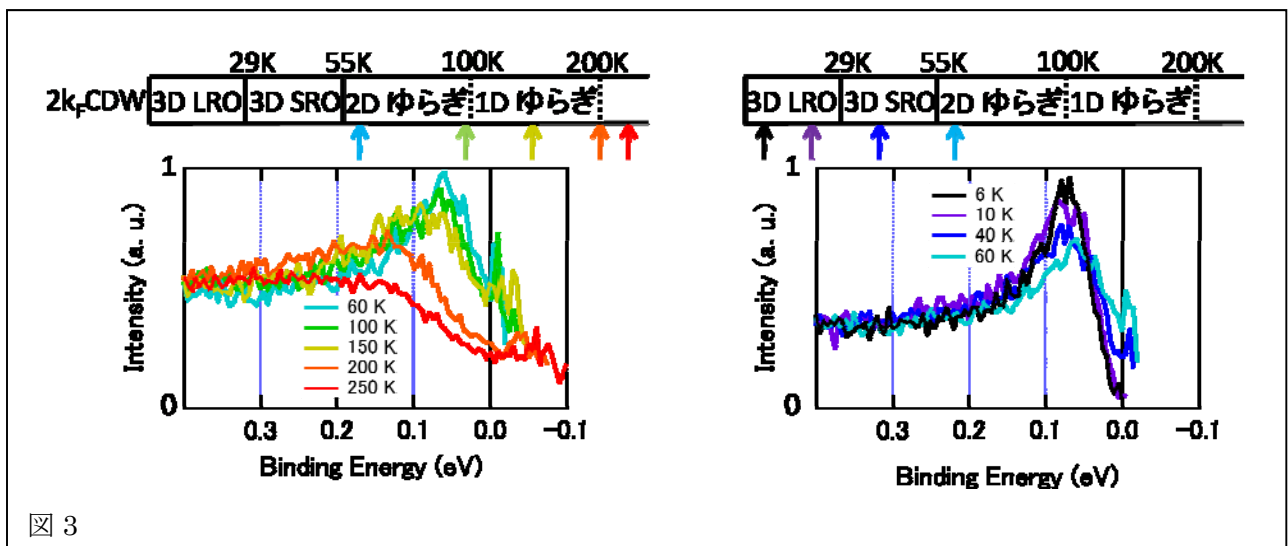 29K 55K 100K 200K
2kFCDW 3D LRO 3D SRO 2D ゆらぎ 1D ゆらぎ
1
Intensity (a. u.)
60 K
100 K
150 K
200 K
250 K
0
0.3 0.2 0.1 0.0 −0.1
Binding Energy (eV)
29K 55K 100K 200K
2kFCDW 3D LRO 3D SRO 2D ゆらぎ 1D ゆらぎ
1
Intensity (a. u.)
6 K
10 K
40 K
60 K
0
0.3 0.2 0.1 0.0 −0.1
Binding Energy (eV)
図 3